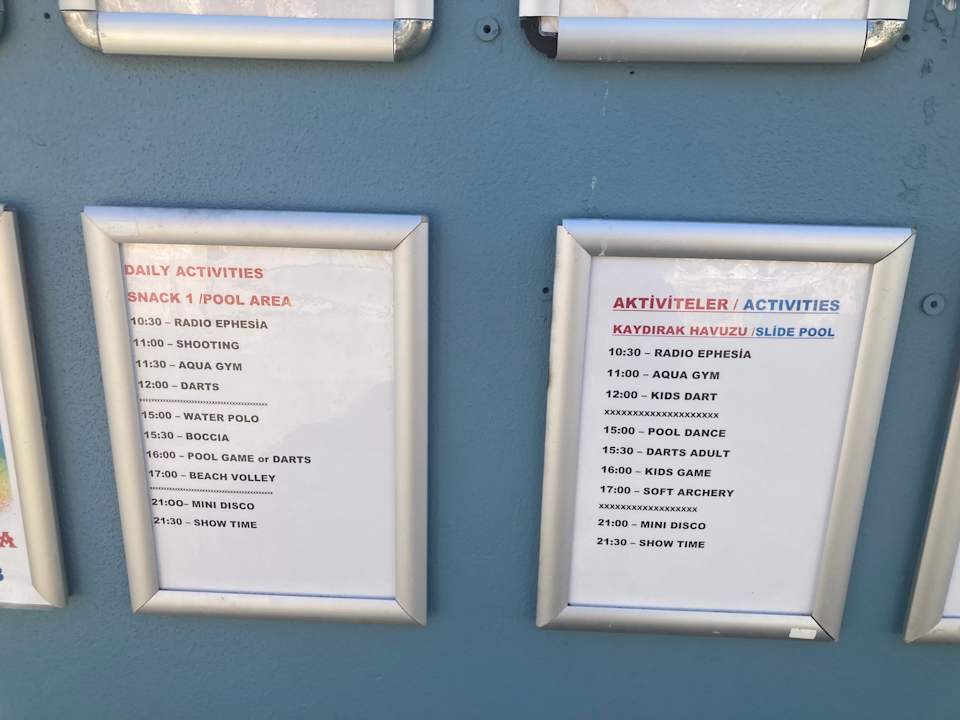 DAILY ACTIVITIES
SNACK 1 /POOL AREA
10:30 – RADIO EPHESİA
11:00 – SHOOTING
11:30 – AQUA GYM
12:00 – DARTS
15:00 – WATER POLO
15:30 – BOCCIA
16:00 – POOL GAME or DARTS
17:00 – BEACH VOLLEY
21:OO– MINI DISCO
21:30 – SHOW TIME
AKTİVİTELER / ACTIVITIES
KAYDIRAK HAVUZU /SLİDE POOL
10:30 – RADIO EPHESİA
11:00 – AQUA GYM
12:00 – KIDS DART
xxxxxxxxxxxxxxxxxxxxx
15:00 – POOL DANCE
15:30 – DARTS ADULT
16:00 – KIDS GAME
17:00 – SOFT ARCHERY
xxxxxxxxxxxxxxxxxx
21:00 – MINI DISCO
21:30 – SHOW TIME